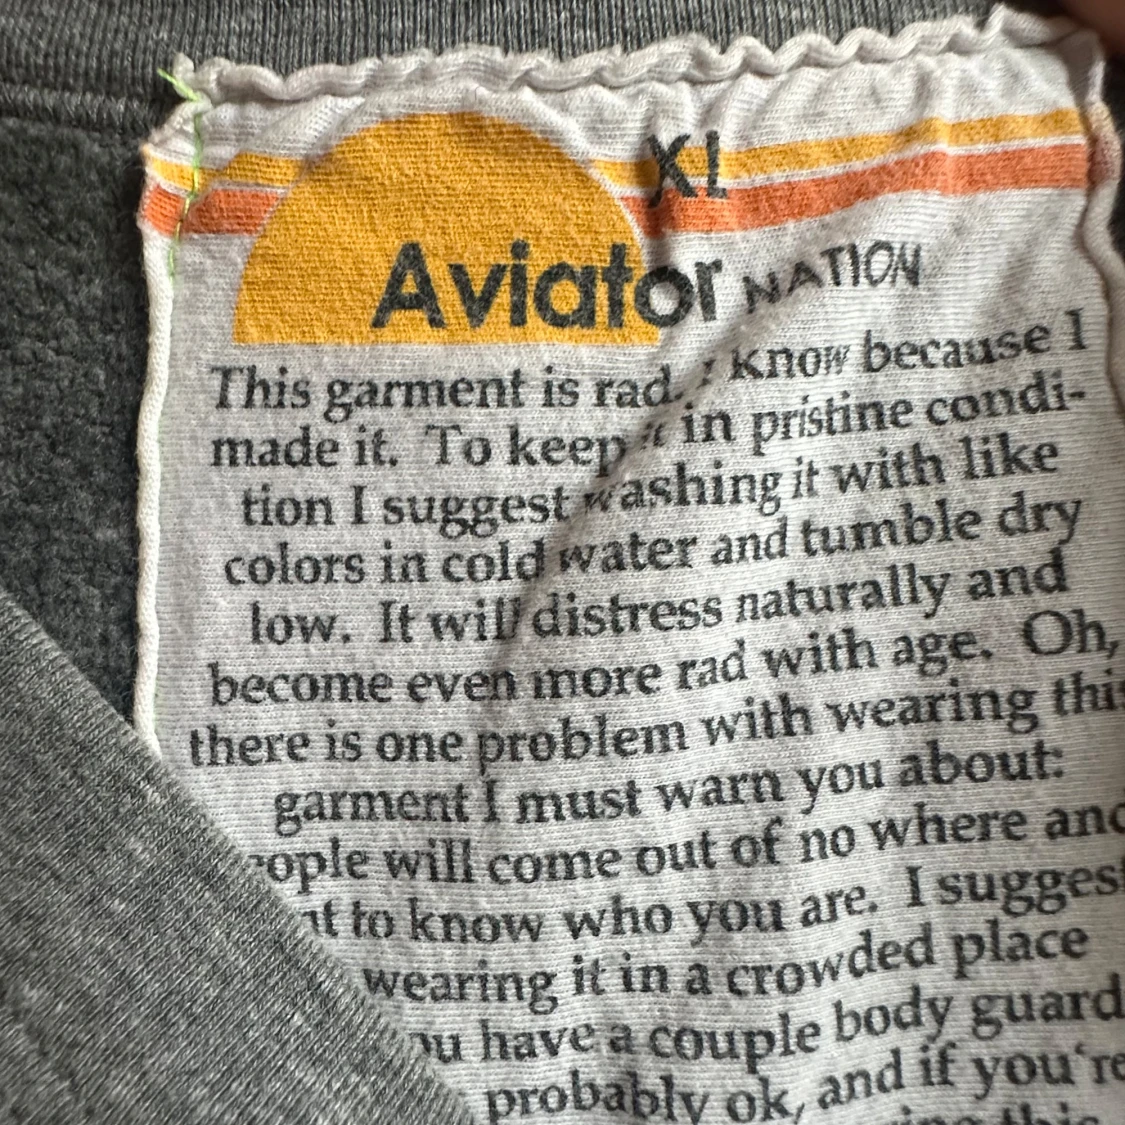 XL
Aviator NATION
This garment is rad. I know because I
made it. To keep it in pristine condi-
tion I suggest washing it with like
colors in cold water and tumble dry
low. It will distress naturally and
become even more rad with age. Oh,
there is one problem with wearing this
garment I must warn you about:
ople will come out of no where and
nt to know who you are. I suggest
wearing it in a crowded place
ou have a couple body guard
probably ok, and if you're
this